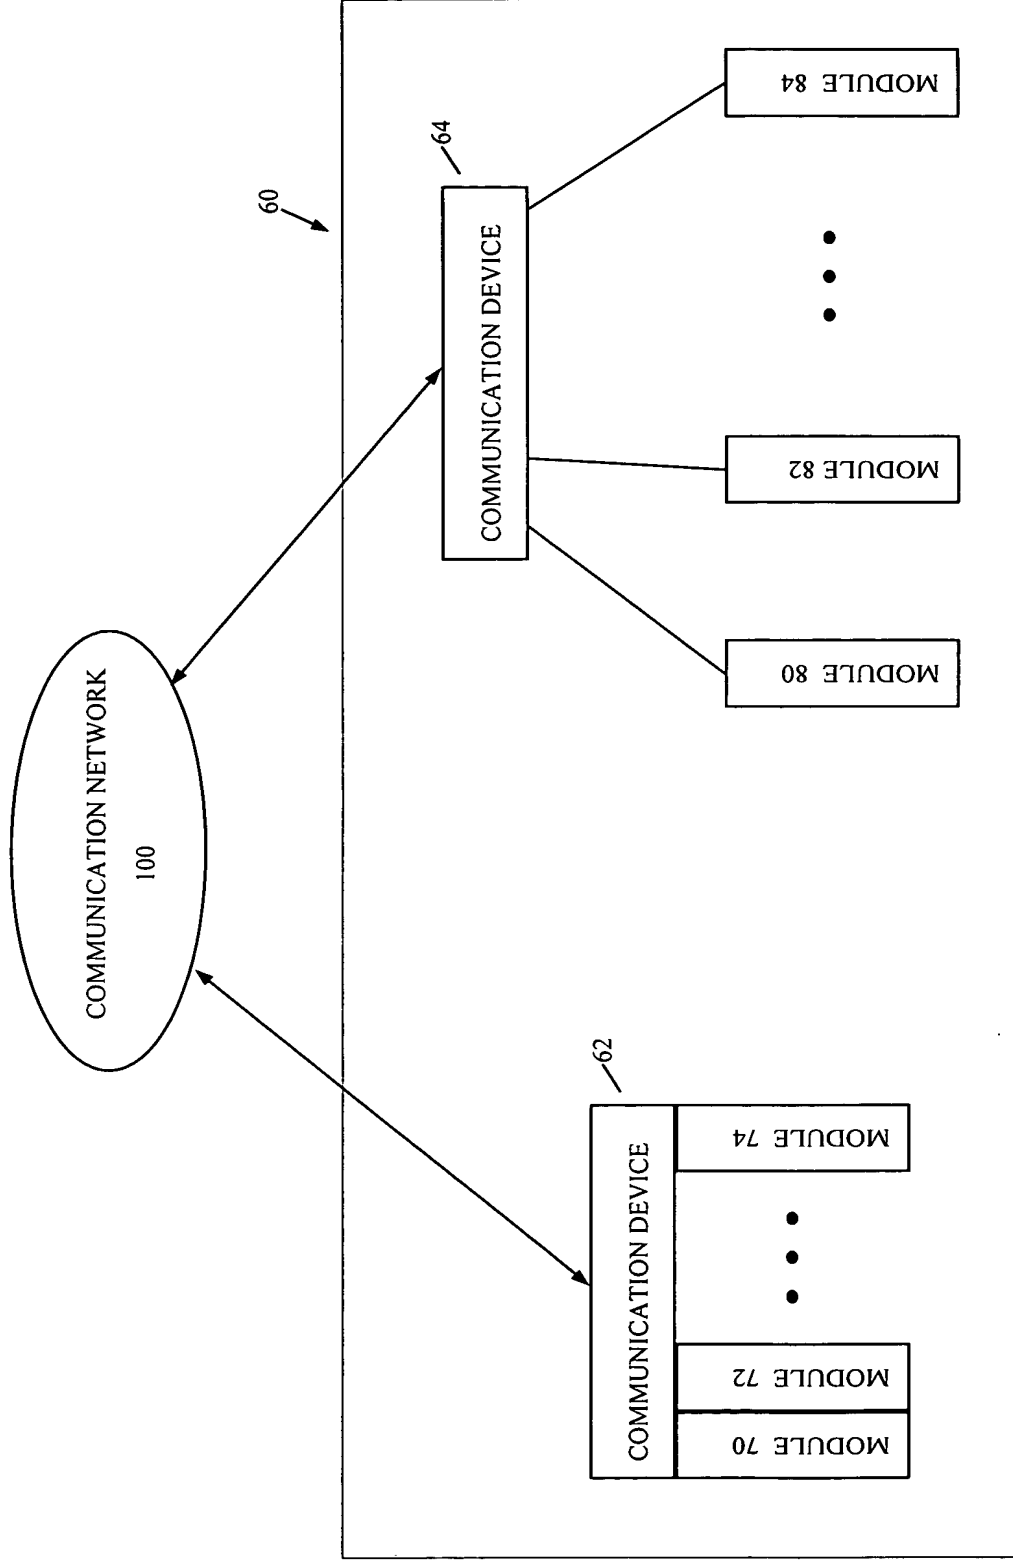 COMMUNICATION NETWORK
100
60
62
COMMUNICATION DEVICE
MODULE 70
MODULE 72
MODULE 74
64
COMMUNICATION DEVICE
MODULE 80
MODULE 82
MODULE 84